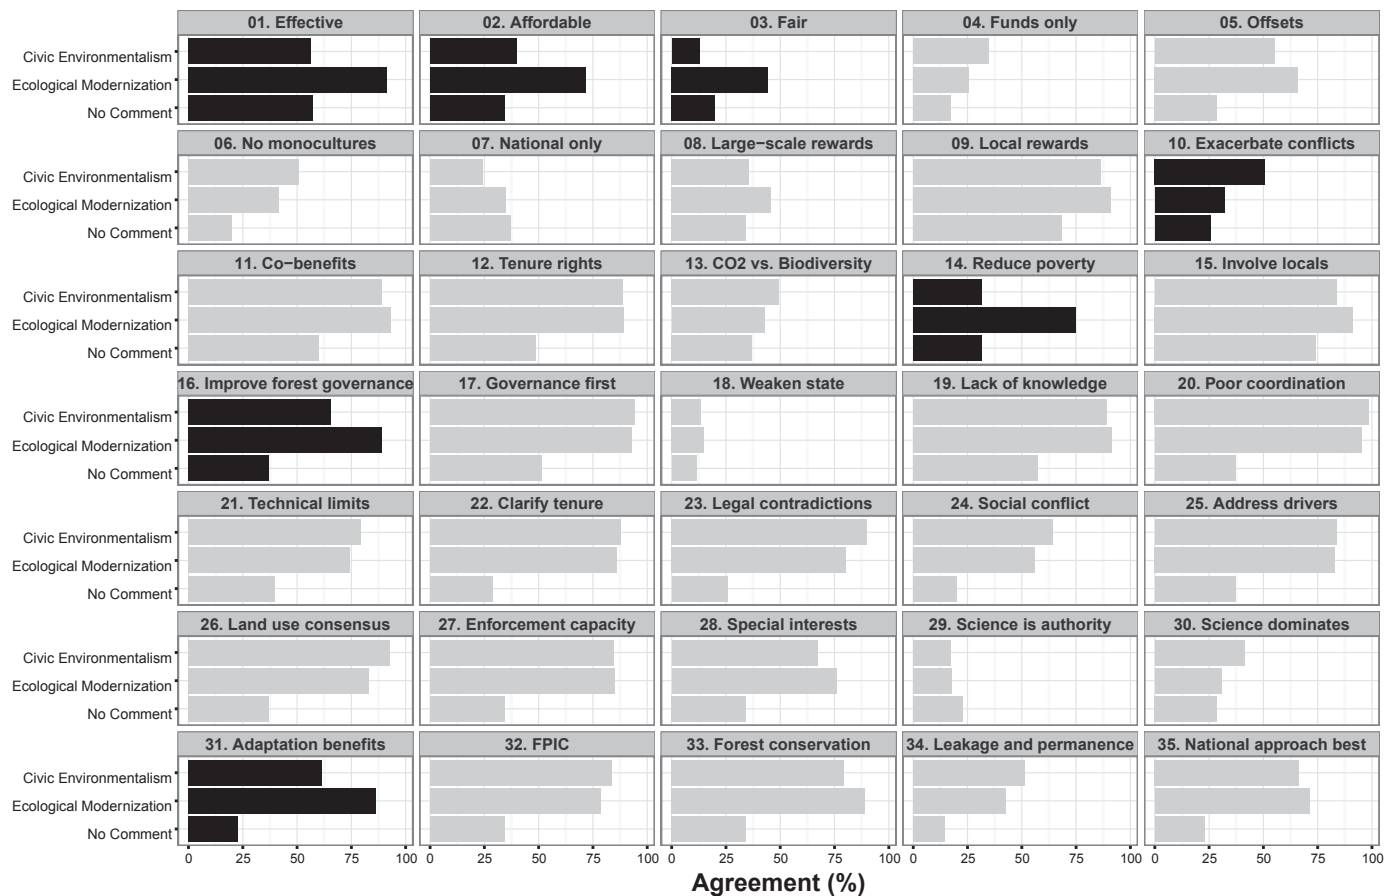 01. Effective 02. Affordable 03. Fair 04. Funds only 05. Offsets
Civic Environmentalism
Ecological Modernization
No Comment
06. No monocultures 07. National only 08. Large−scale rewards 09. Local rewards 10. Exacerbate conflicts
Civic Environmentalism
Ecological Modernization
No Comment
11. Co−benefits 12. Tenure rights 13. CO2 vs. Biodiversity 14. Reduce poverty 15. Involve locals
Civic Environmentalism
Ecological Modernization
No Comment
16. Improve forest governance 17. Governance first 18. Weaken state 19. Lack of knowledge 20. Poor coordination
Civic Environmentalism
Ecological Modernization
No Comment
21. Technical limits 22. Clarify tenure 23. Legal contradictions 24. Social conflict 25. Address drivers
Civic Environmentalism
Ecological Modernization
No Comment
26. Land use consensus 27. Enforcement capacity 28. Special interests 29. Science is authority 30. Science dominates
Civic Environmentalism
Ecological Modernization
No Comment
31. Adaptation benefits 32. FPIC 33. Forest conservation 34. Leakage and permanence 35. National approach best
Civic Environmentalism
Ecological Modernization
No Comment
0 25 50 75 100 0 25 50 75 100 0 25 50 75 100 0 25 50 75 100 0 25 50 75 100
Agreement (%)